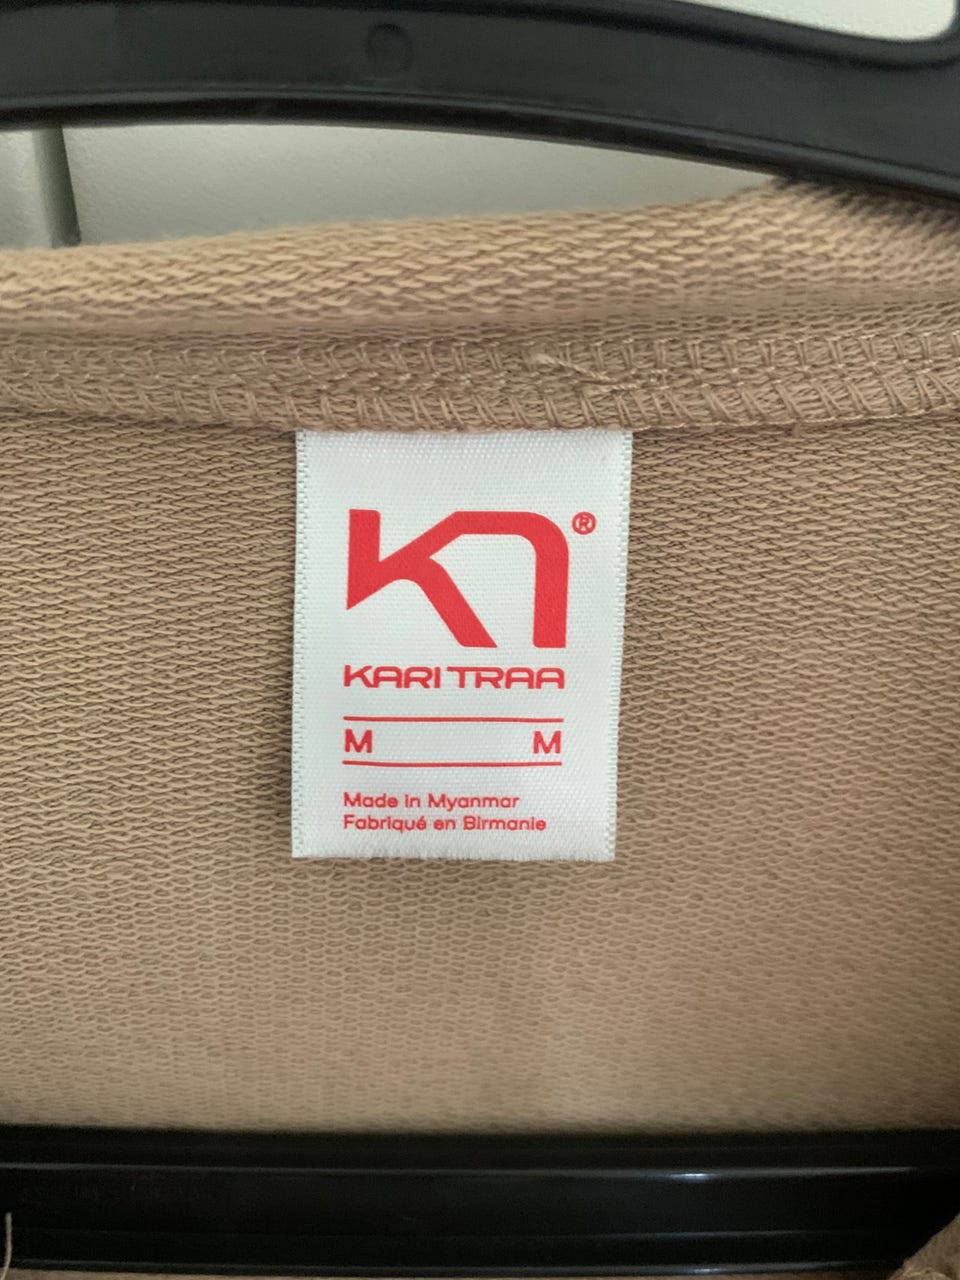 ®
KARI TRAA
M M
Made in Myanmar
Fabriqué en Birmanie